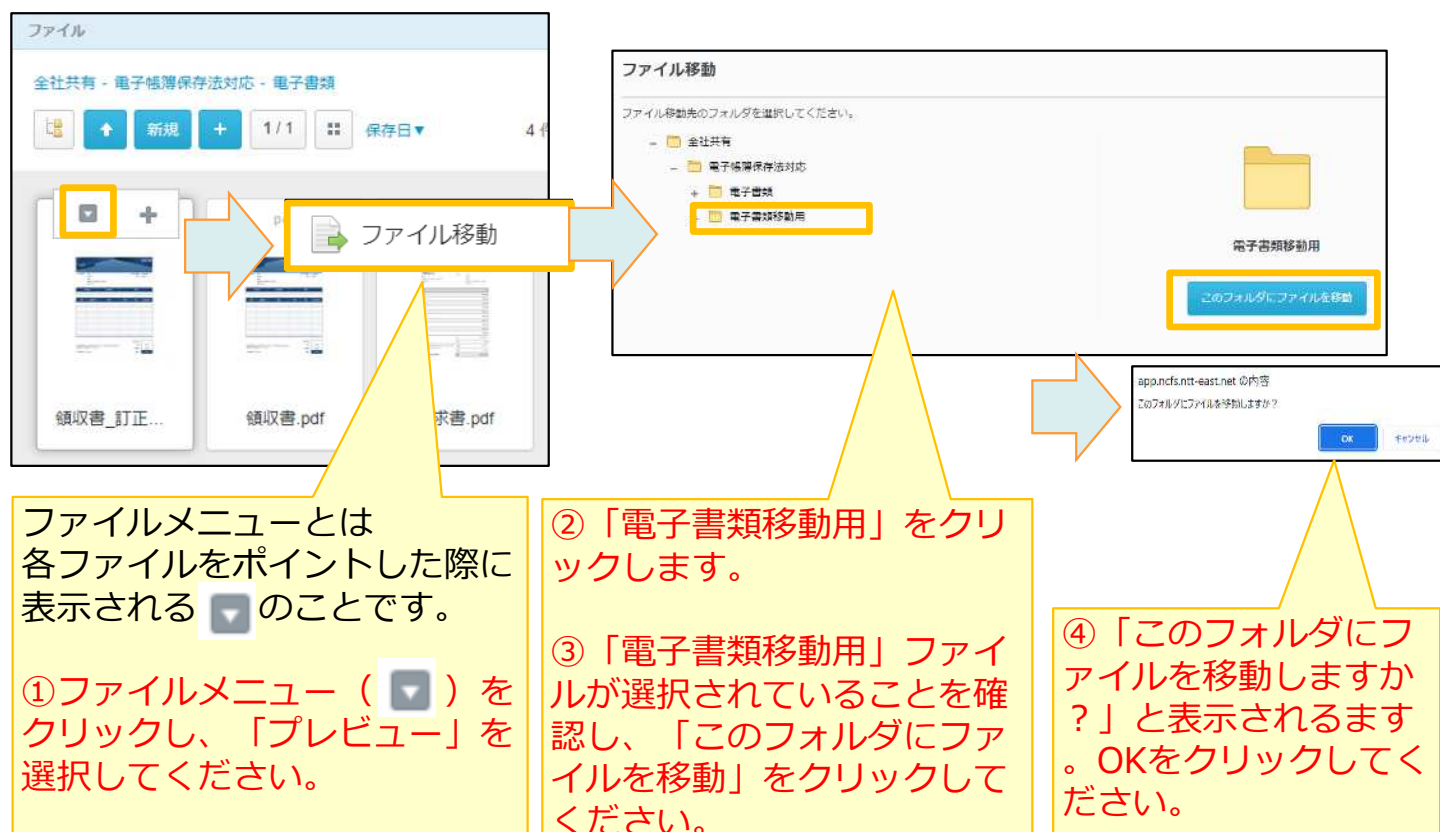 ファイル
全社共有 - 電子帳簿保存法対応 - 電子書類
新規
1/1
保存日▼
4 件
ファイル移動
領収書_訂正...
領収書.pdf
求書.pdf
ファイル移動
ファイル移動先のフォルダを選択してください。
全社共有
電子帳簿保存法対応
電子書類
電子書類移動用
電子書類移動用
このフォルダにファイルを移動
app.ncfs.ntt-east.net の内容
このフォルダにファイルを移動しますか？
OK
キャンセル
ファイルメニューとは
各ファイルをポイントした際に
表示される のことです。
①ファイルメニュー（ ）を
クリックし、「プレビュー」を
選択してください。
②「電子書類移動用」をクリ
ックします。
③「電子書類移動用」ファイ
ルが選択されていることを確
認し、「このフォルダにファ
イルを移動」をクリックして
ください。
④「このフォルダにフ
ァイルを移動しますか
？」と表示されるます
。OKをクリックしてく
ださい。